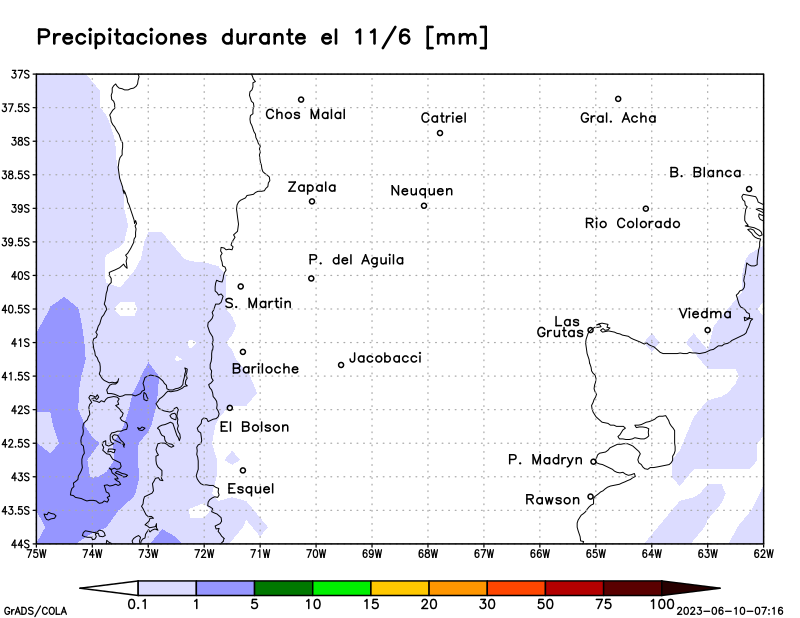 Precipitaciones durante el 11/6 [mm]
37S
37.5S
Chos Malal
Catriel
Gral. Acha
38S
38.5S
B. Blanca
Zapala
Neuquen
39S
Rio Colorado
39.5S
P. del Aguila
40S
S. Martin
40.5S
Viedma
Las
Grutas
41S
Bariloche
Jacobacci
41.5S
42S
El Bolson
42.5S
P. Madryn
43S
Esquel
Rawson
43.5S
44S
75W 74W 73W 72W 71W 70W 69W 68W 67W 66W 65W 64W 63W 62W
0.1 1 5 10 15 20 30 50 75 100
GrADS/COLA
2023-06-10-07:16